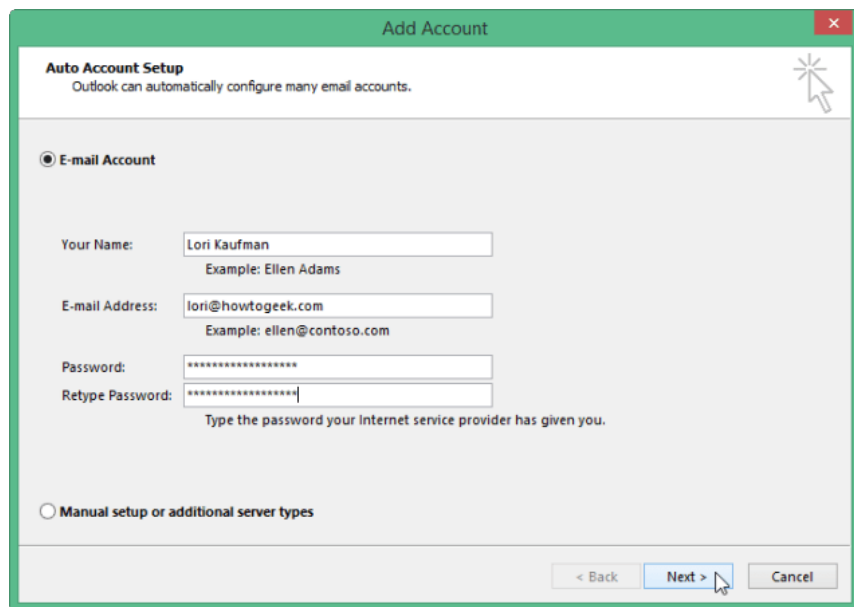 Add Account
Auto Account Setup
Outlook can automatically configure many email accounts.
E-mail Account
Your Name: Lori Kaufman
Example: Ellen Adams
E-mail Address: lori@howtogeek.com
Example: ellen@contoso.com
Password: ******************
Retype Password: ******************
Type the password your Internet service provider has given you.
Manual setup or additional server types
< Back Next > Cancel